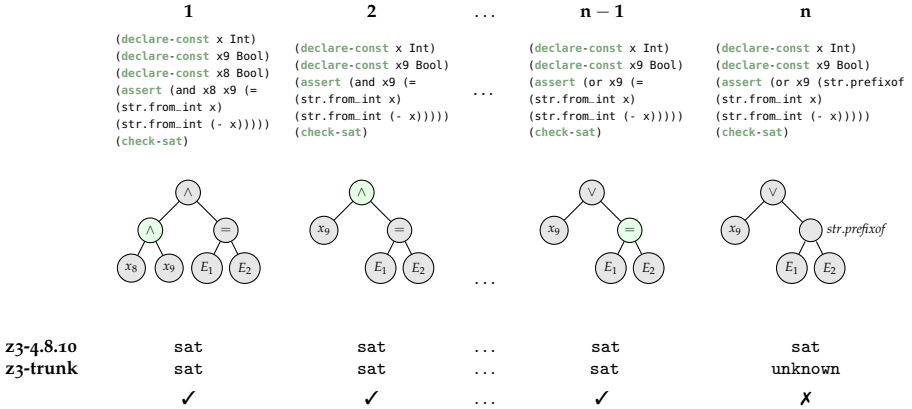 1 2 ... n − 1 n
(declare-const x Int)
(declare-const x9 Bool)
(declare-const x8 Bool)
(assert (and x8 x9 (=
(str.from_int x)
(str.from_int (- x)))))
(check-sat)
(declare-const x Int)
(declare-const x9 Bool)
(assert (and x9 (=
(str.from_int x)
(str.from_int (- x)))))
(check-sat)
...
(declare-const x Int)
(declare-const x9 Bool)
(assert (or x9 (=
(str.from_int x)
(str.from_int (- x)))))
(check-sat)
(declare-const x Int)
(declare-const x9 Bool)
(assert (or x9 (str.prefixof
(str.from_int x)
(str.from_int (- x)))))
(check-sat)
∧
∧ =
x₈ x₉ E₁ E₂
∧
x₉ =
E₁ E₂
...
∨
x₉ =
E₁ E₂
∨
x₉ str.prefixof
E₁ E₂
z3-4.8.10 sat sat ... sat sat
z3-trunk sat sat ... sat unknown
✓ ✓ ... ✓ ✗